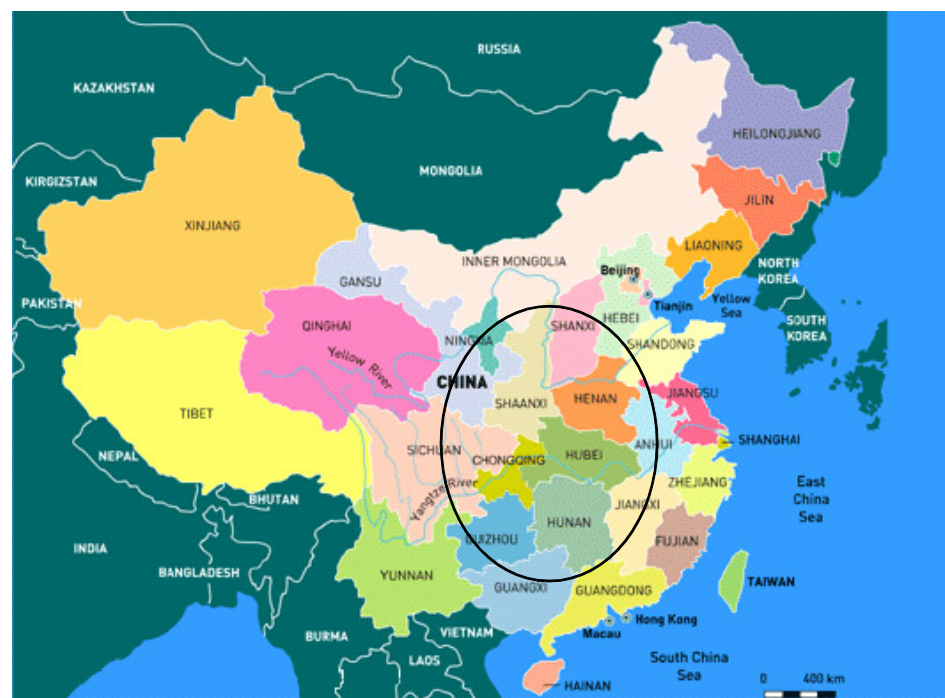 RUSSIA
KAZAKHSTAN
HEILONGJIANG
MONGOLIA
KIRGIZSTAN
JILIN
XINJIANG
LIAONING
INNER MONGOLIA
Beijing
NORTH
KOREA
GANSU
PAKISTAN
Tianjin
Yellow
Sea
HEBEI
SHANXI
QINGHAI
SOUTH
KOREA
NINGXIA
SHANDONG
Yellow River
CHINA
JIANGSU
HENAN
SHAANXI
TIBET
SHANGHAI
ANHUI
SICHUAN
HUBEI
CHONGQING
NEPAL
ZHEJIANG
East
China
Sea
Yangtze River
BHUTAN
JIANGXI
HUNAN
GUIZHOU
FUJIAN
INDIA
BANGLADESH
YUNNAN
TAIWAN
GUANGXI
GUANGDONG
Hong Kong
Macau
VIETNAM
BURMA
LAOS
South China
Sea
HAINAN
0 400 km